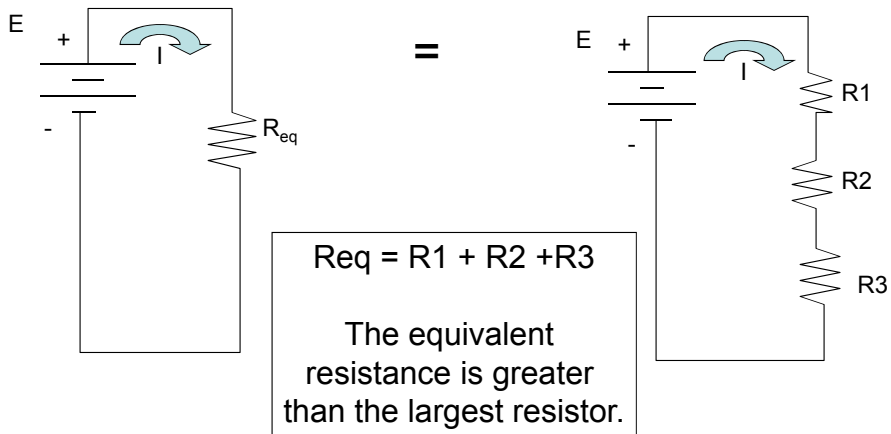 E
+
I
-
R_eq
=
E
+
I
-
R1
R2
R3
Req = R1 + R2 +R3
The equivalent
resistance is greater
than the largest resistor.